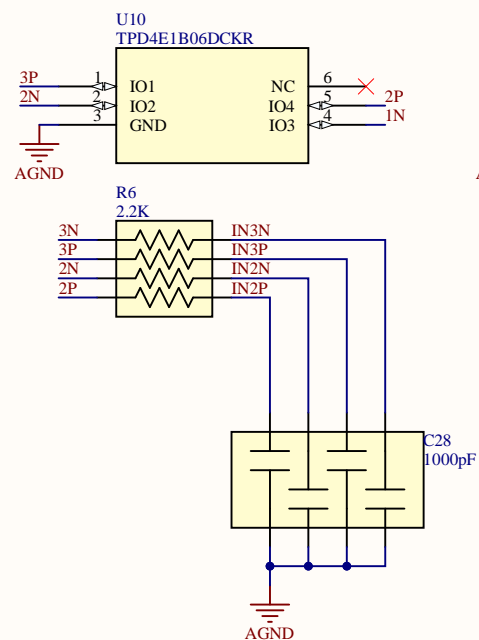 U10
TPD4E1B06DCKR
3P 1 IO1 NC 6
2N 2 IO2 IO4 5 2P
3 GND IO3 4 1N
AGND
R6
2.2K
3N IN3N
3P IN3P
2N IN2N
2P IN2P
C28
1000pF
AGND